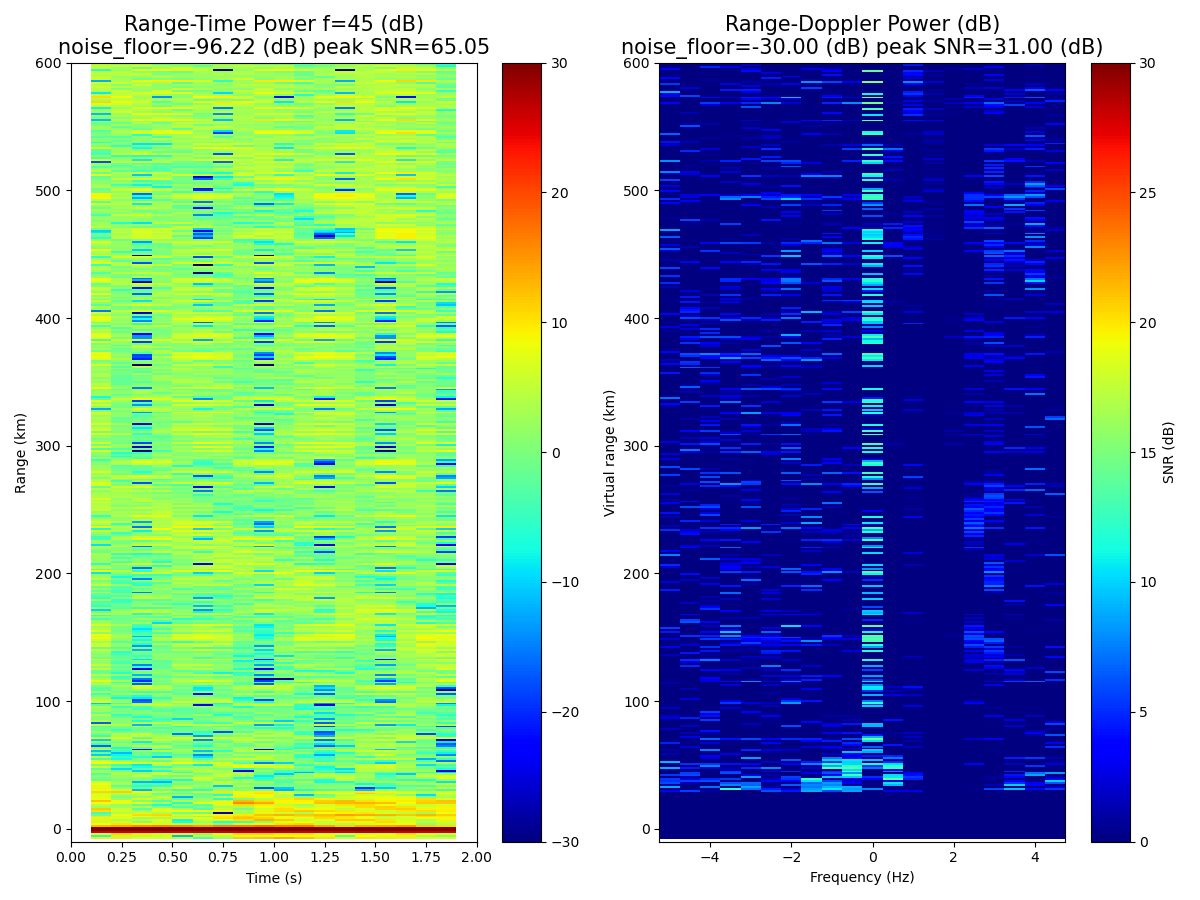 Range-Time Power f=45 (dB)
noise_floor=-96.22 (dB) peak SNR=65.05
Range (km)
600
500
400
300
200
100
0
0.00 0.25 0.50 0.75 1.00 1.25 1.50 1.75 2.00
Time (s)
30
20
10
0
−10
−20
−30
Range-Doppler Power (dB)
noise_floor=-30.00 (dB) peak SNR=31.00 (dB)
Virtual range (km)
600
500
400
300
200
100
0
−4 −2 0 2 4
Frequency (Hz)
30
25
20
15
10
5
0
SNR (dB)